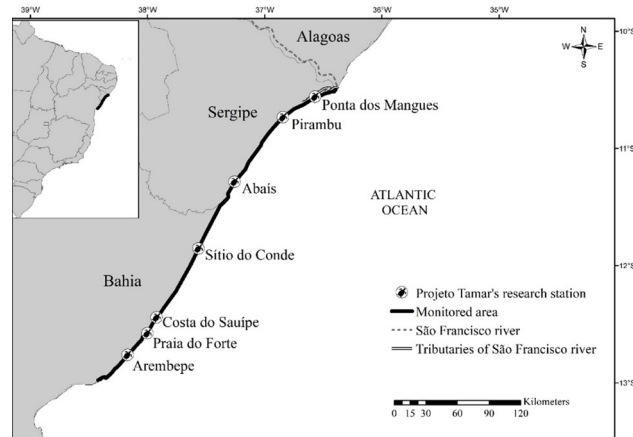 39°W
38°W
37°W
36°W
35°W
10°S
11°S
12°S
13°S
N
W E
S
Alagoas
Sergipe
Ponta dos Mangues
Pirambu
Abaís
ATLANTIC
OCEAN
Sítio do Conde
Bahia
Costa do Sauípe
Praia do Forte
Arembepe
Projeto Tamar's research station
Monitored area
São Francisco river
Tributaries of São Francisco river
Kilometers
0 15 30 60 90 120